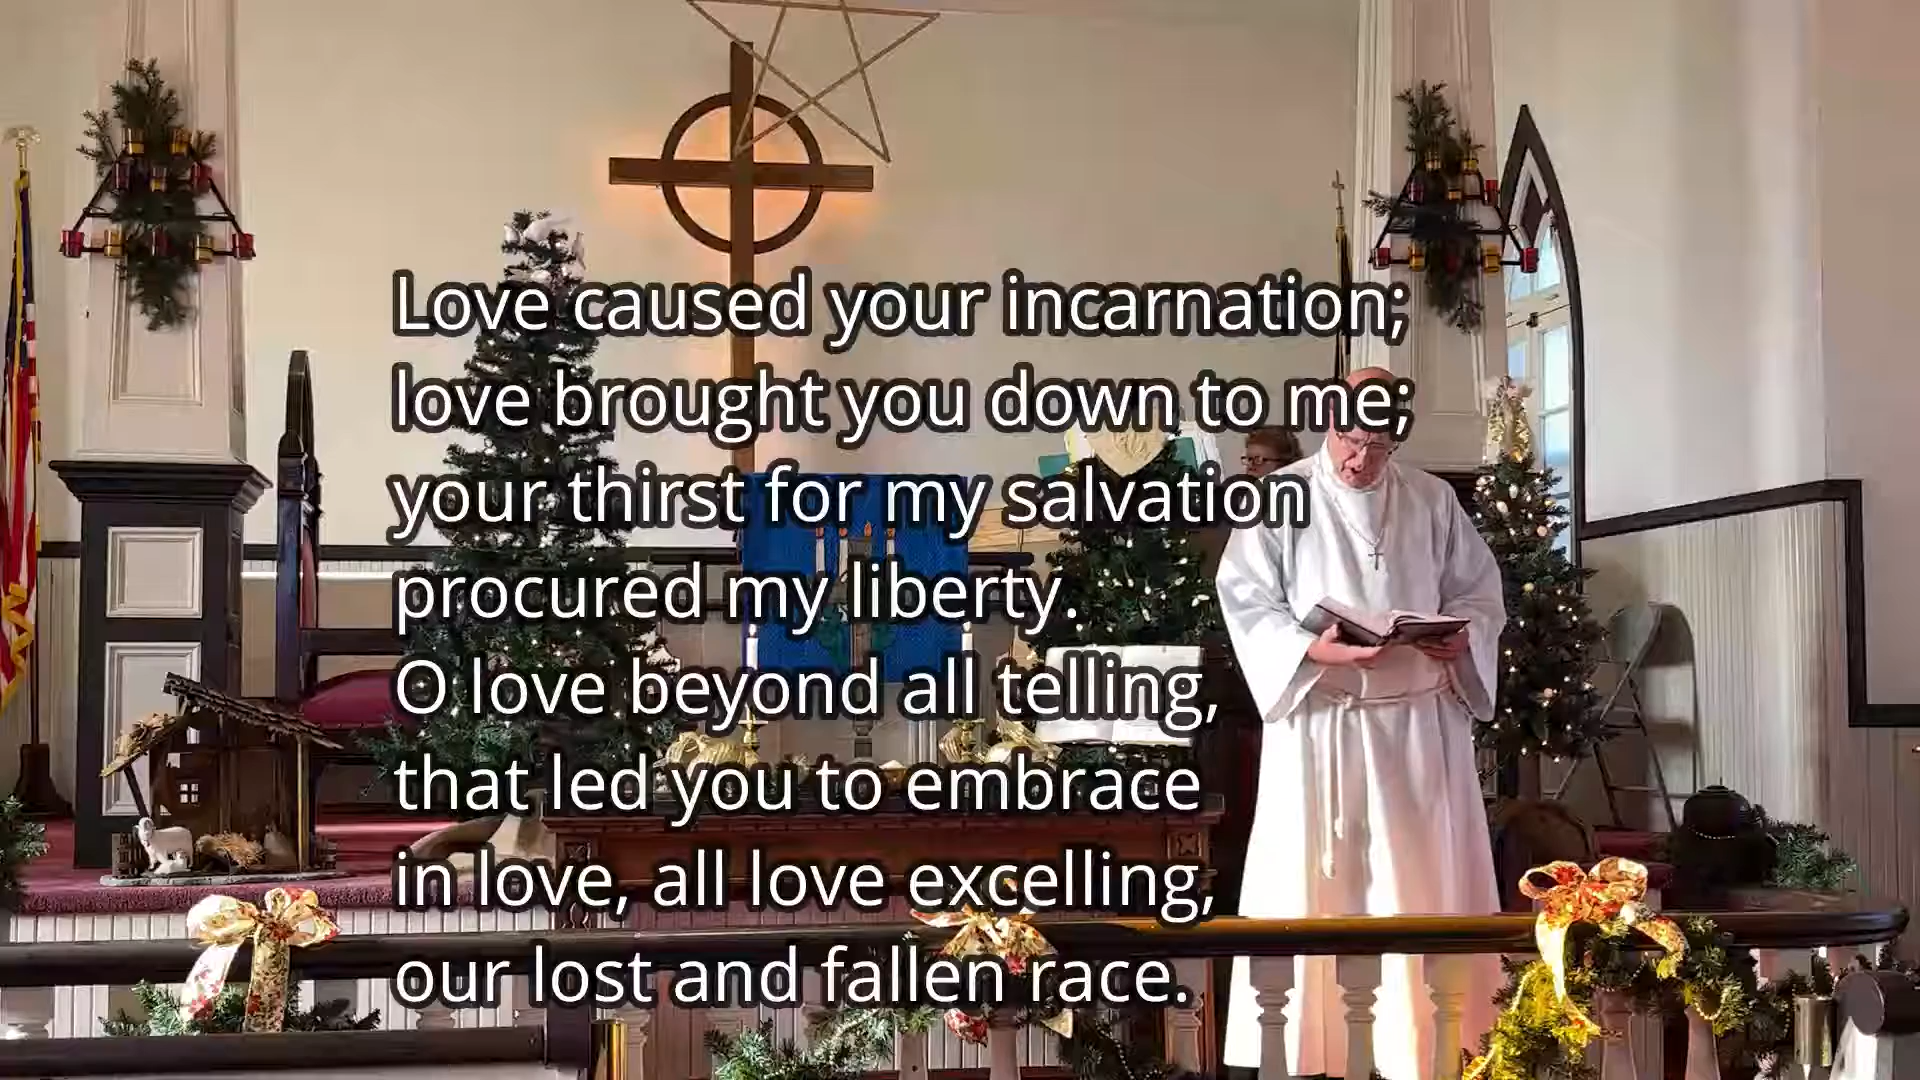 Love caused your incarnation;
love brought you down to me;
your thirst for my salvation
procured my liberty.
O love beyond all telling,
that led you to embrace
in love, all love excelling,
our lost and fallen race.